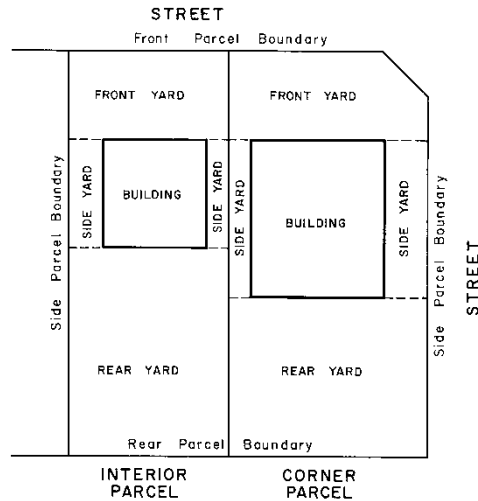 STREET
Front Parcel Boundary
FRONT YARD
FRONT YARD
Side Parcel Boundary
SIDE YARD
BUILDING
SIDE YARD
SIDE YARD
BUILDING
SIDE YARD
Side Parcel Boundary
STREET
REAR YARD
REAR YARD
Rear Parcel Boundary
INTERIOR
PARCEL
CORNER
PARCEL